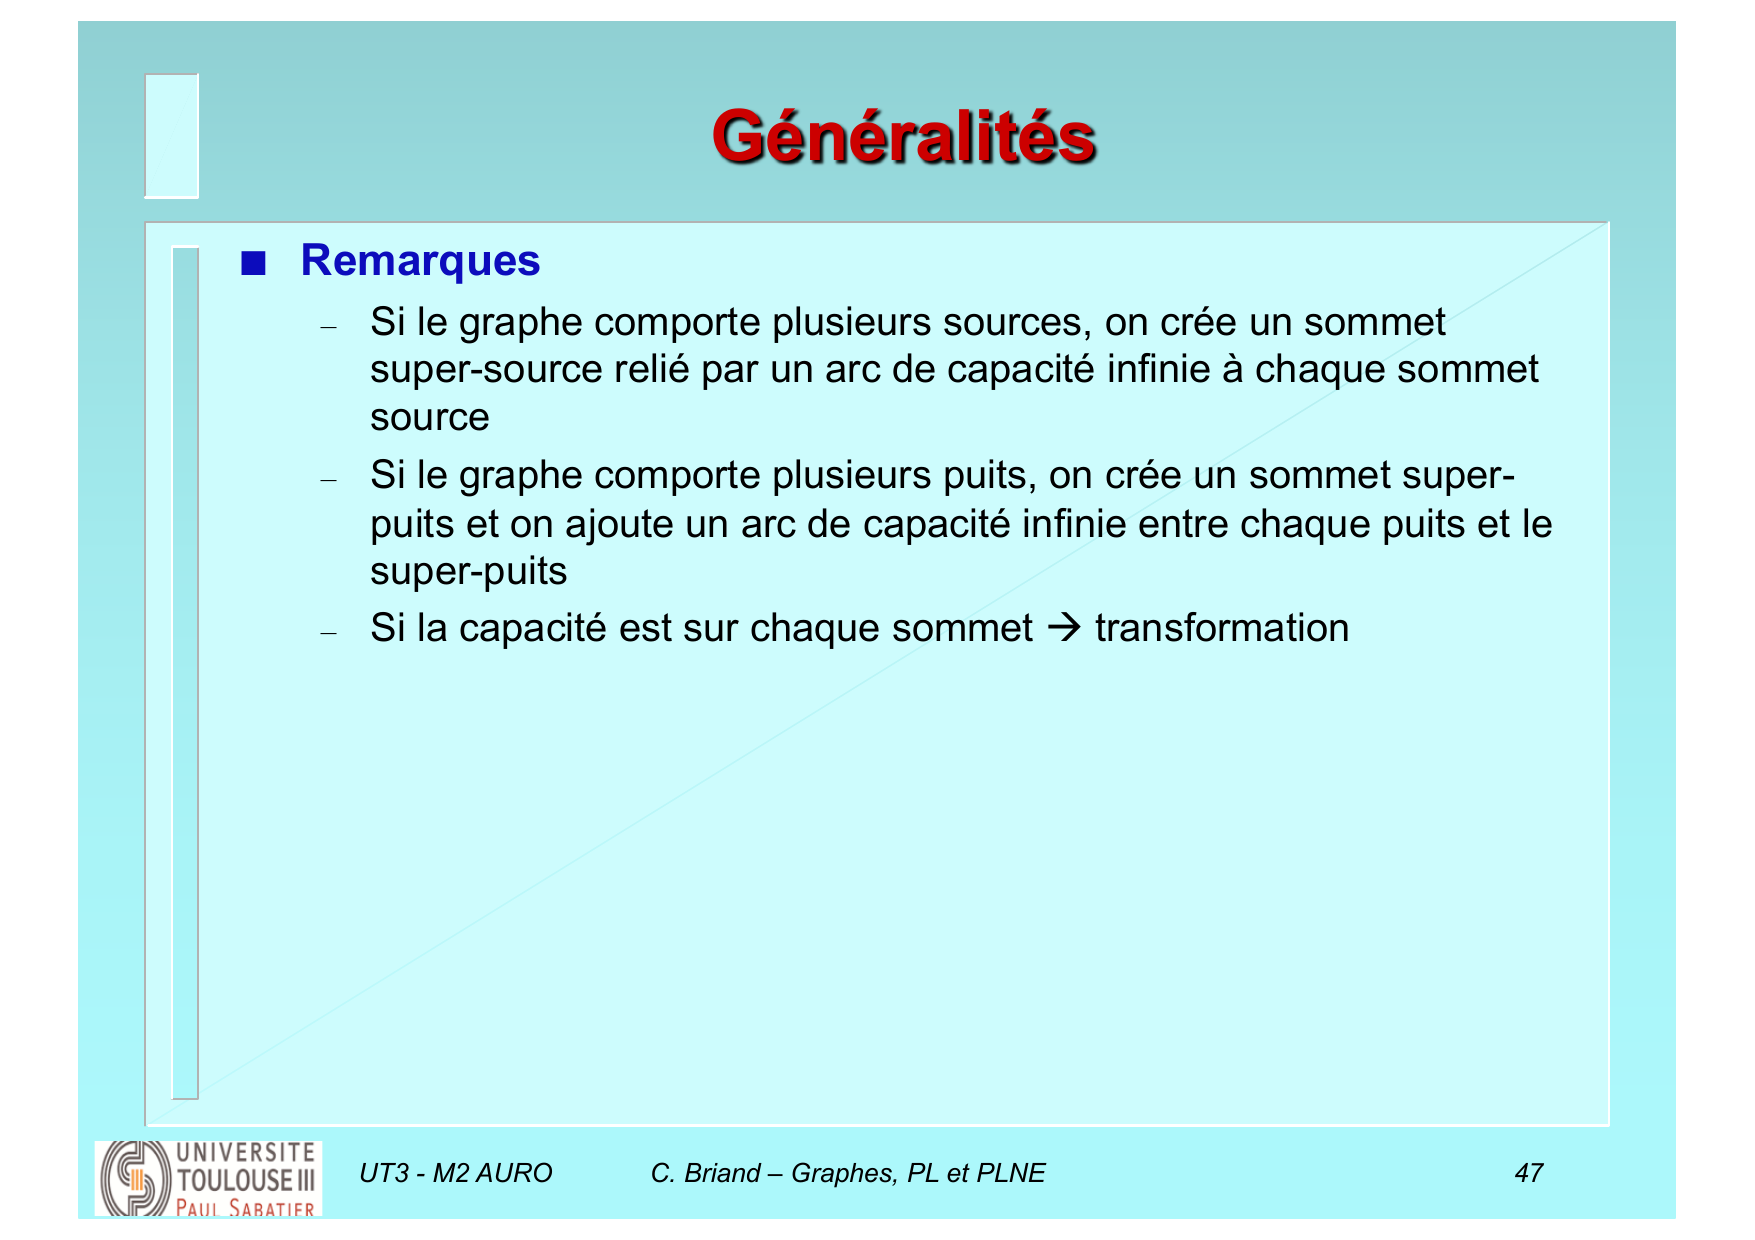 Généralités
■ Remarques
– Si le graphe comporte plusieurs sources, on crée un sommet
super-source relié par un arc de capacité infinie à chaque sommet
source
– Si le graphe comporte plusieurs puits, on crée un sommet super-
puits et on ajoute un arc de capacité infinie entre chaque puits et le
super-puits
– Si la capacité est sur chaque sommet → transformation
UNIVERSITE
TOULOUSE III
PAUL SABATIER
UT3 - M2 AURO C. Briand – Graphes, PL et PLNE 47